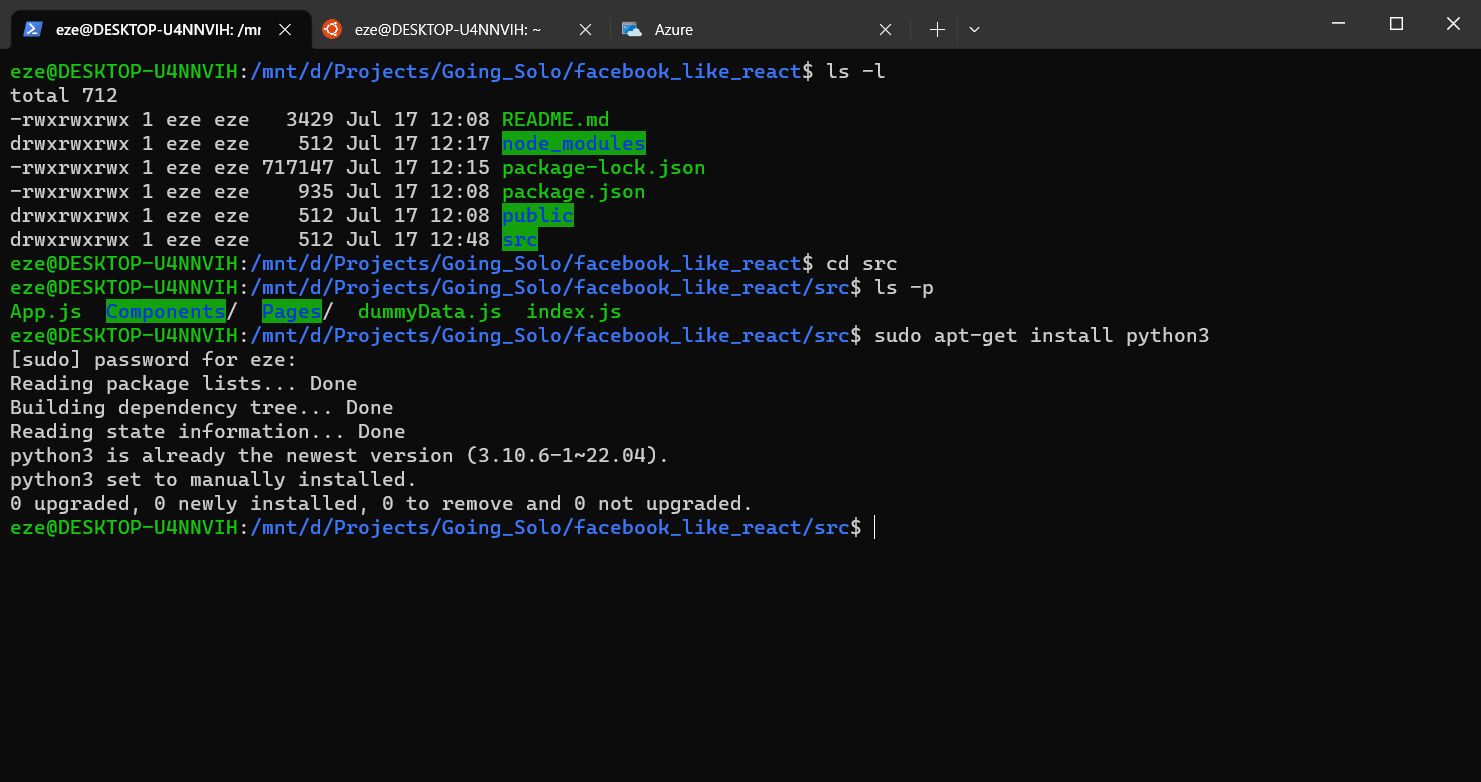 eze@DESKTOP-U4NNVIH: /mr
eze@DESKTOP-U4NNVIH: ~
Azure
eze@DESKTOP-U4NNVIH:/mnt/d/Projects/Going_Solo/facebook_like_react$ ls -l
total 712
-rwxrwxrwx 1 eze eze   3429 Jul 17 12:08 README.md
drwxrwxrwx 1 eze eze    512 Jul 17 12:17 node_modules
-rwxrwxrwx 1 eze eze 717147 Jul 17 12:15 package-lock.json
-rwxrwxrwx 1 eze eze    935 Jul 17 12:08 package.json
drwxrwxrwx 1 eze eze    512 Jul 17 12:08 public
drwxrwxrwx 1 eze eze    512 Jul 17 12:48 src
eze@DESKTOP-U4NNVIH:/mnt/d/Projects/Going_Solo/facebook_like_react$ cd src
eze@DESKTOP-U4NNVIH:/mnt/d/Projects/Going_Solo/facebook_like_react/src$ ls -p
App.js  Components/  Pages/  dummyData.js  index.js
eze@DESKTOP-U4NNVIH:/mnt/d/Projects/Going_Solo/facebook_like_react/src$ sudo apt-get install python3
[sudo] password for eze:
Reading package lists... Done
Building dependency tree... Done
Reading state information... Done
python3 is already the newest version (3.10.6-1~22.04).
python3 set to manually installed.
0 upgraded, 0 newly installed, 0 to remove and 0 not upgraded.
eze@DESKTOP-U4NNVIH:/mnt/d/Projects/Going_Solo/facebook_like_react/src$